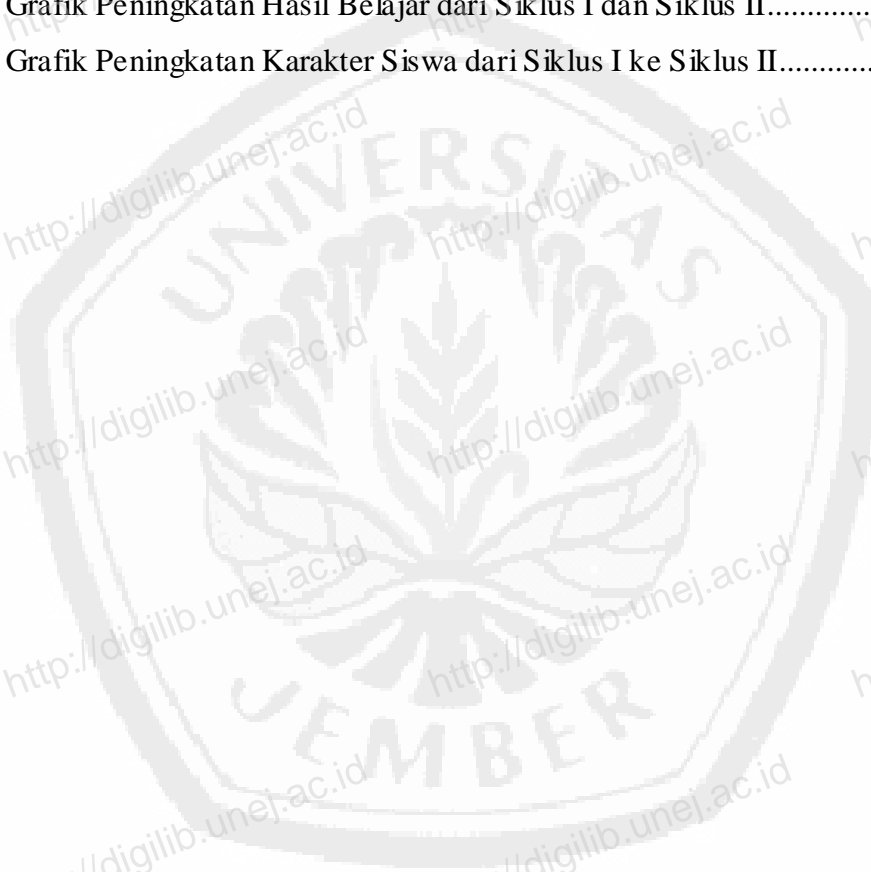 Grafik Peningkatan Hasil Belajar dari Siklus I dan Siklus II..............
Grafik Peningkatan Karakter Siswa dari Siklus I ke Siklus II............
http://digilib.unej.ac.id http://digilib.unej.ac.id
UNIVERSITAS
http://digilib.unej.ac.id http://digilib.unej.ac.id
http://digilib.unej.ac.id http://digilib.unej.ac.id
JEMBER
http://digilib.unej.ac.id http://digilib.unej.ac.id